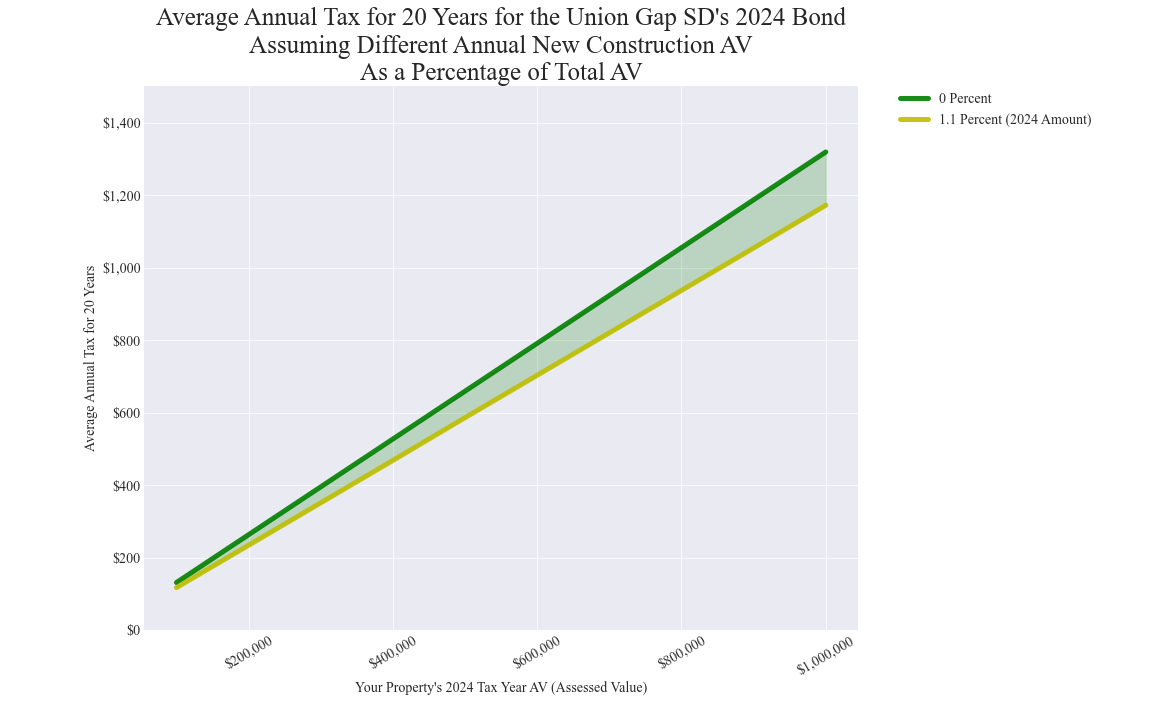 Average Annual Tax for 20 Years for the Union Gap SD's 2024 Bond
Assuming Different Annual New Construction AV
As a Percentage of Total AV
0 Percent
1.1 Percent (2024 Amount)
Average Annual Tax for 20 Years
$1,400
$1,200
$1,000
$800
$600
$400
$200
$0
$200,000
$400,000
$600,000
$800,000
$1,000,000
Your Property's 2024 Tax Year AV (Assessed Value)